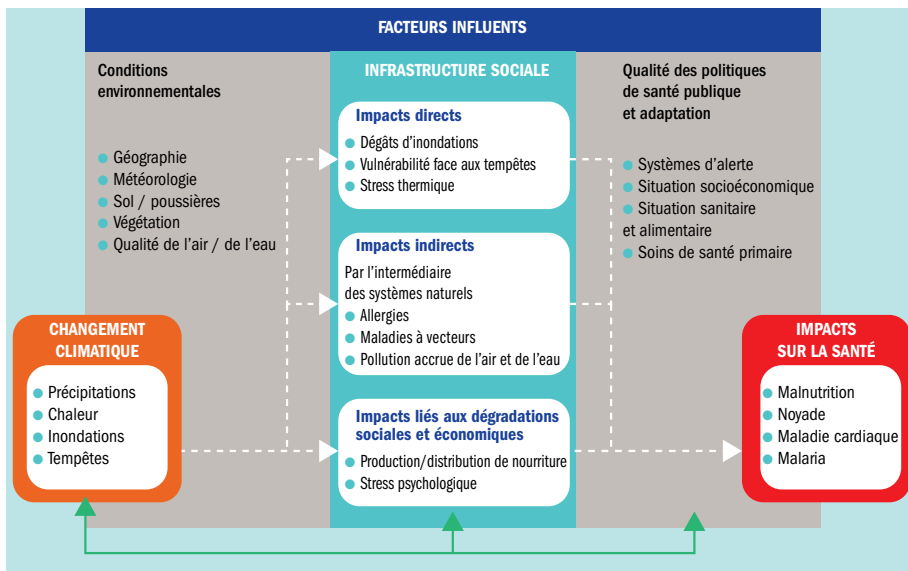 FACTEURS INFLUENTS
Conditions
environnementales
Géographie
Météorologie
Sol / poussières
Végétation
Qualité de l'air / de l'eau
INFRASTRUCTURE SOCIALE
Impacts directs
Dégâts d'inondations
Vulnérabilité face aux tempêtes
Stress thermique
Impacts indirects
Par l'intermédiaire
des systèmes naturels
Allergies
Maladies à vecteurs
Pollution accrue de l'air et de l'eau
Impacts liés aux dégradations
sociales et économiques
Production/distribution de nourriture
Stress psychologique
Qualité des politiques
de santé publique
et adaptation
Systèmes d'alerte
Situation socioéconomique
Situation sanitaire
et alimentaire
Soins de santé primaire
CHANGEMENT
CLIMATIQUE
Précipitations
Chaleur
Inondations
Tempêtes
IMPACTS
SUR LA SANTÉ
Malnutrition
Noyade
Maladie cardiaque
Malaria